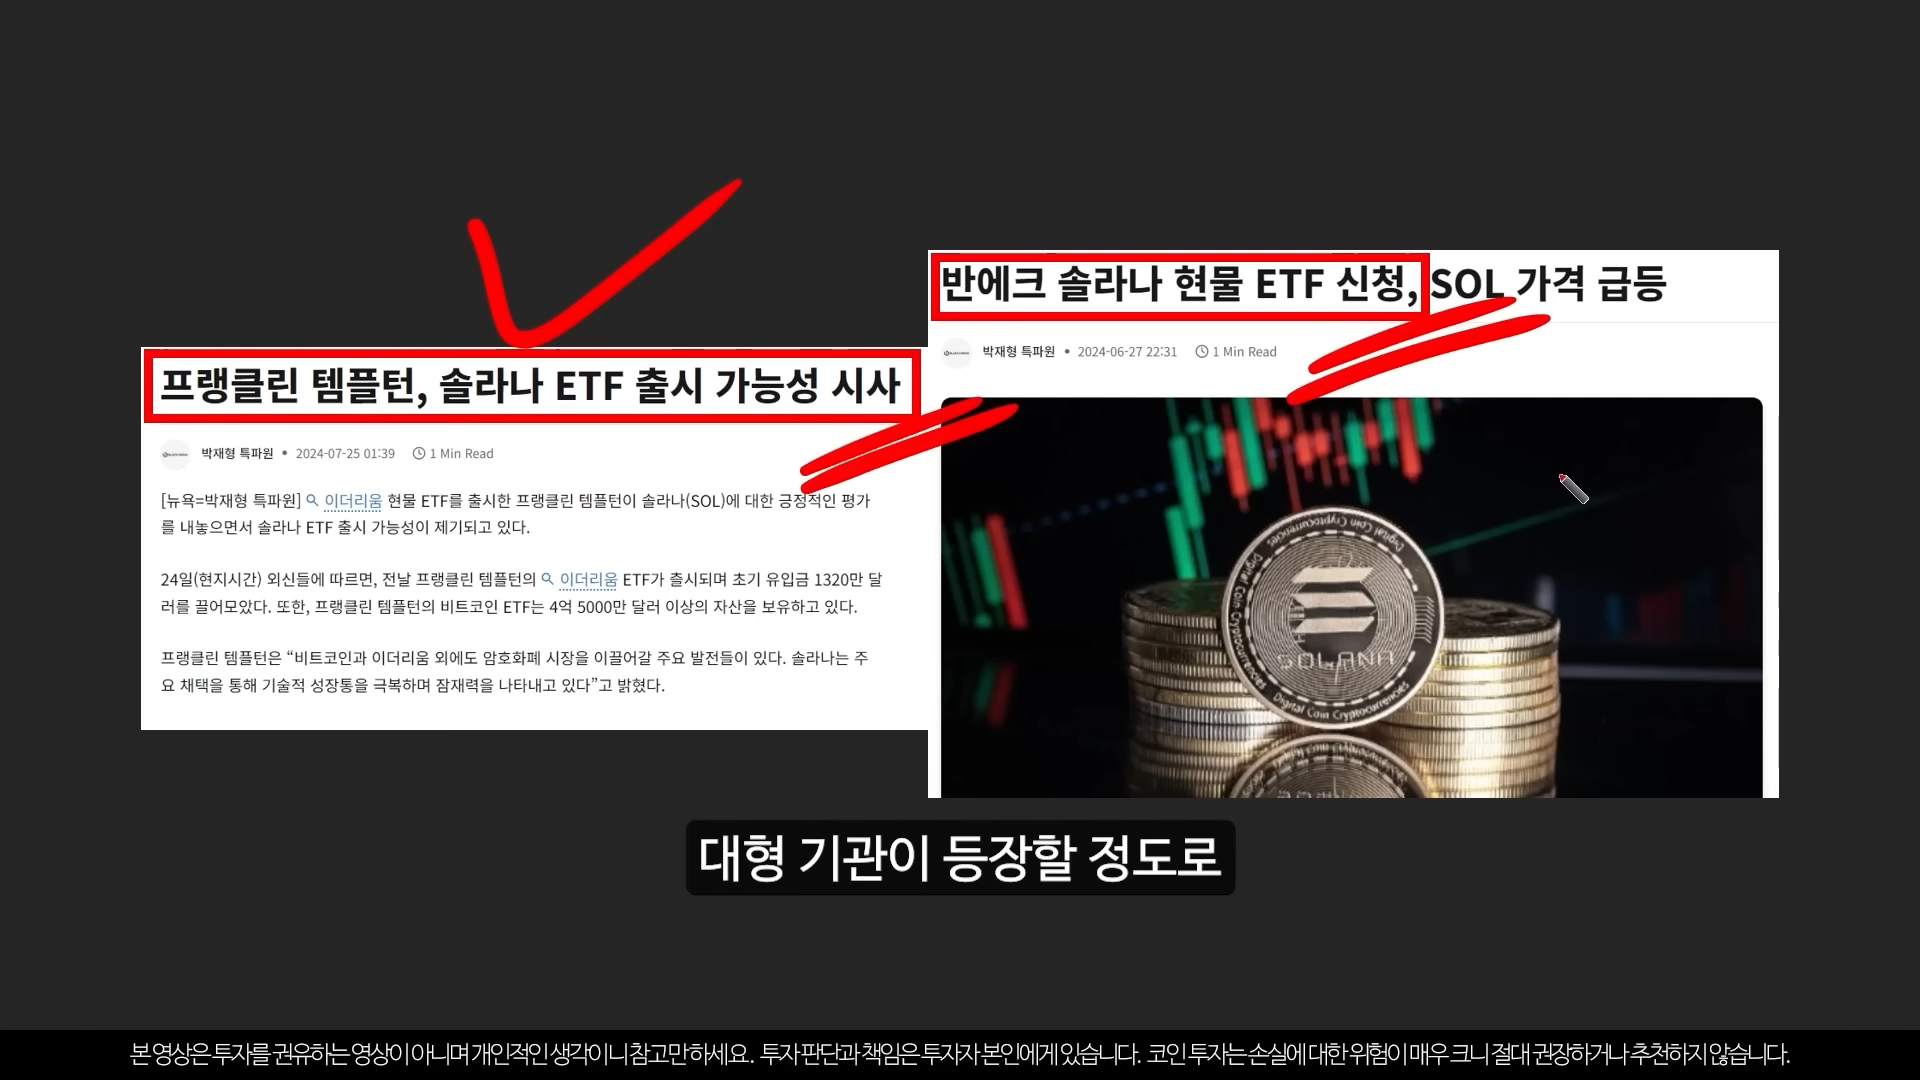 프랭클린 템플턴, 솔라나 ETF 출시 가능성 시사
박재형 특파원 • 2024-07-25 01:39 1 Min Read
[뉴욕=박재형 특파원] 이더리움 현물 ETF를 출시한 프랭클린 템플턴이 솔라나(SOL)에 대한 긍정적인 평가
를 내놓으면서 솔라나 ETF 출시 가능성이 제기되고 있다.
24일(현지시간) 외신들에 따르면, 전날 프랭클린 템플턴의 이더리움 ETF가 출시되며 초기 유입금 1320만 달
러를 끌어모았다. 또한, 프랭클린 템플턴의 비트코인 ETF는 4억 5000만 달러 이상의 자산을 보유하고 있다.
프랭클린 템플턴은 “비트코인과 이더리움 외에도 암호화폐 시장을 이끌어갈 주요 발전들이 있다. 솔라나는 주
요 채택을 통해 기술적 성장통을 극복하며 잠재력을 나타내고 있다”고 밝혔다.
반에크 솔라나 현물 ETF 신청, SOL 가격 급등
박재형 특파원 • 2024-06-27 22:31 1 Min Read
Digital Coin Cryptocurrencies
Digital Coin Cryptocurrencies
SOLANA
Digital Coin Cryptocurrencies
대형 기관이 등장할 정도로
본 영상은 투자를 권유하는 영상이 아니며 개인적인 생각이니 참고만 하세요. 투자 판단과 책임은 투자자 본인에게 있습니다. 코인 투자는 손실에 대한 위험이 매우 크니 절대 권장하거나 추천하지 않습니다.